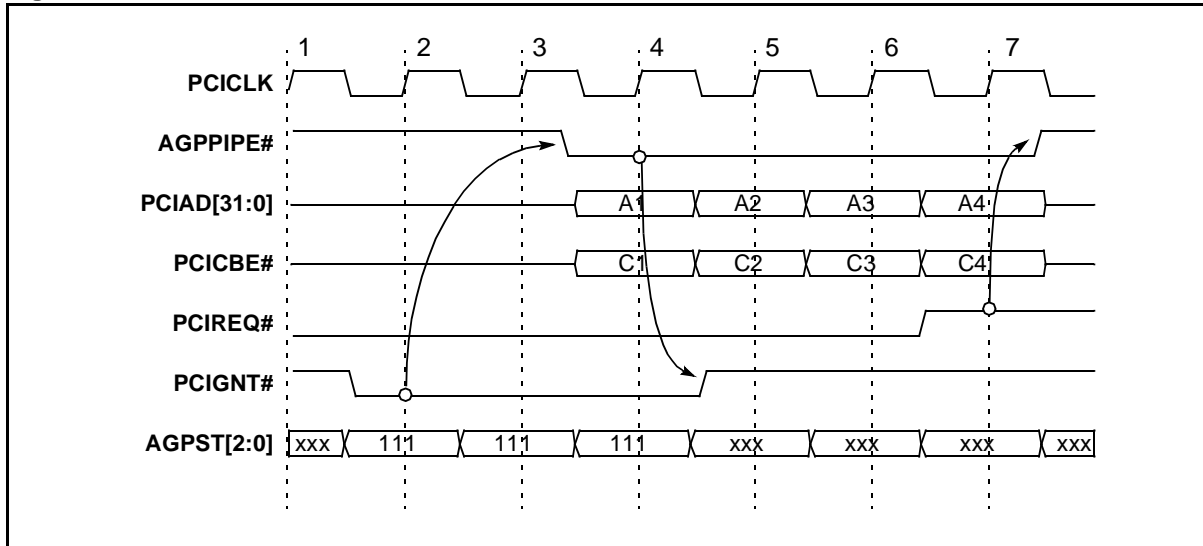 1 2 3 4 5 6 7
PCICLK
AGPPIPE#
PCIAD[31:0] A1 A2 A3 A4
PCICBE# C1 C2 C3 C4
PCIREQ#
PCIGNT#
AGPST[2:0] xxx 111 111 111 xxx xxx xxx xxx